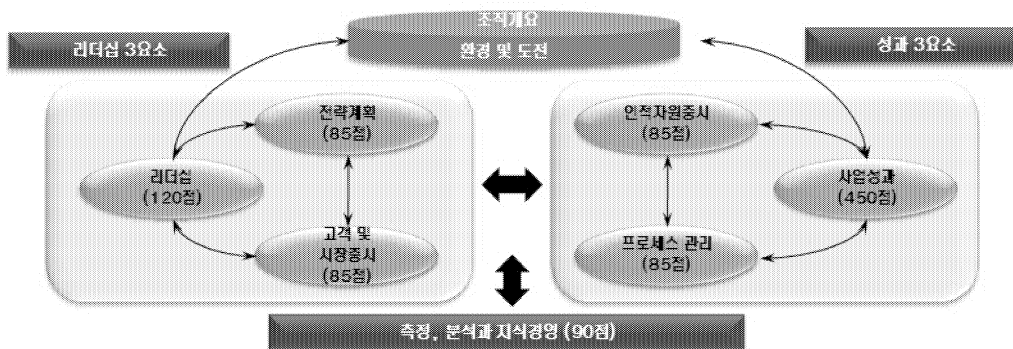 조직개요
환경 및 도전
리더십 3요소
성과 3요소
전략계획
(85점)
리더십
(120점)
고객 및
시장중시
(85점)
인적자원중시
(85점)
사업성과
(450점)
프로세스 관리
(85점)
측정, 분석과 지식경영 (90점)